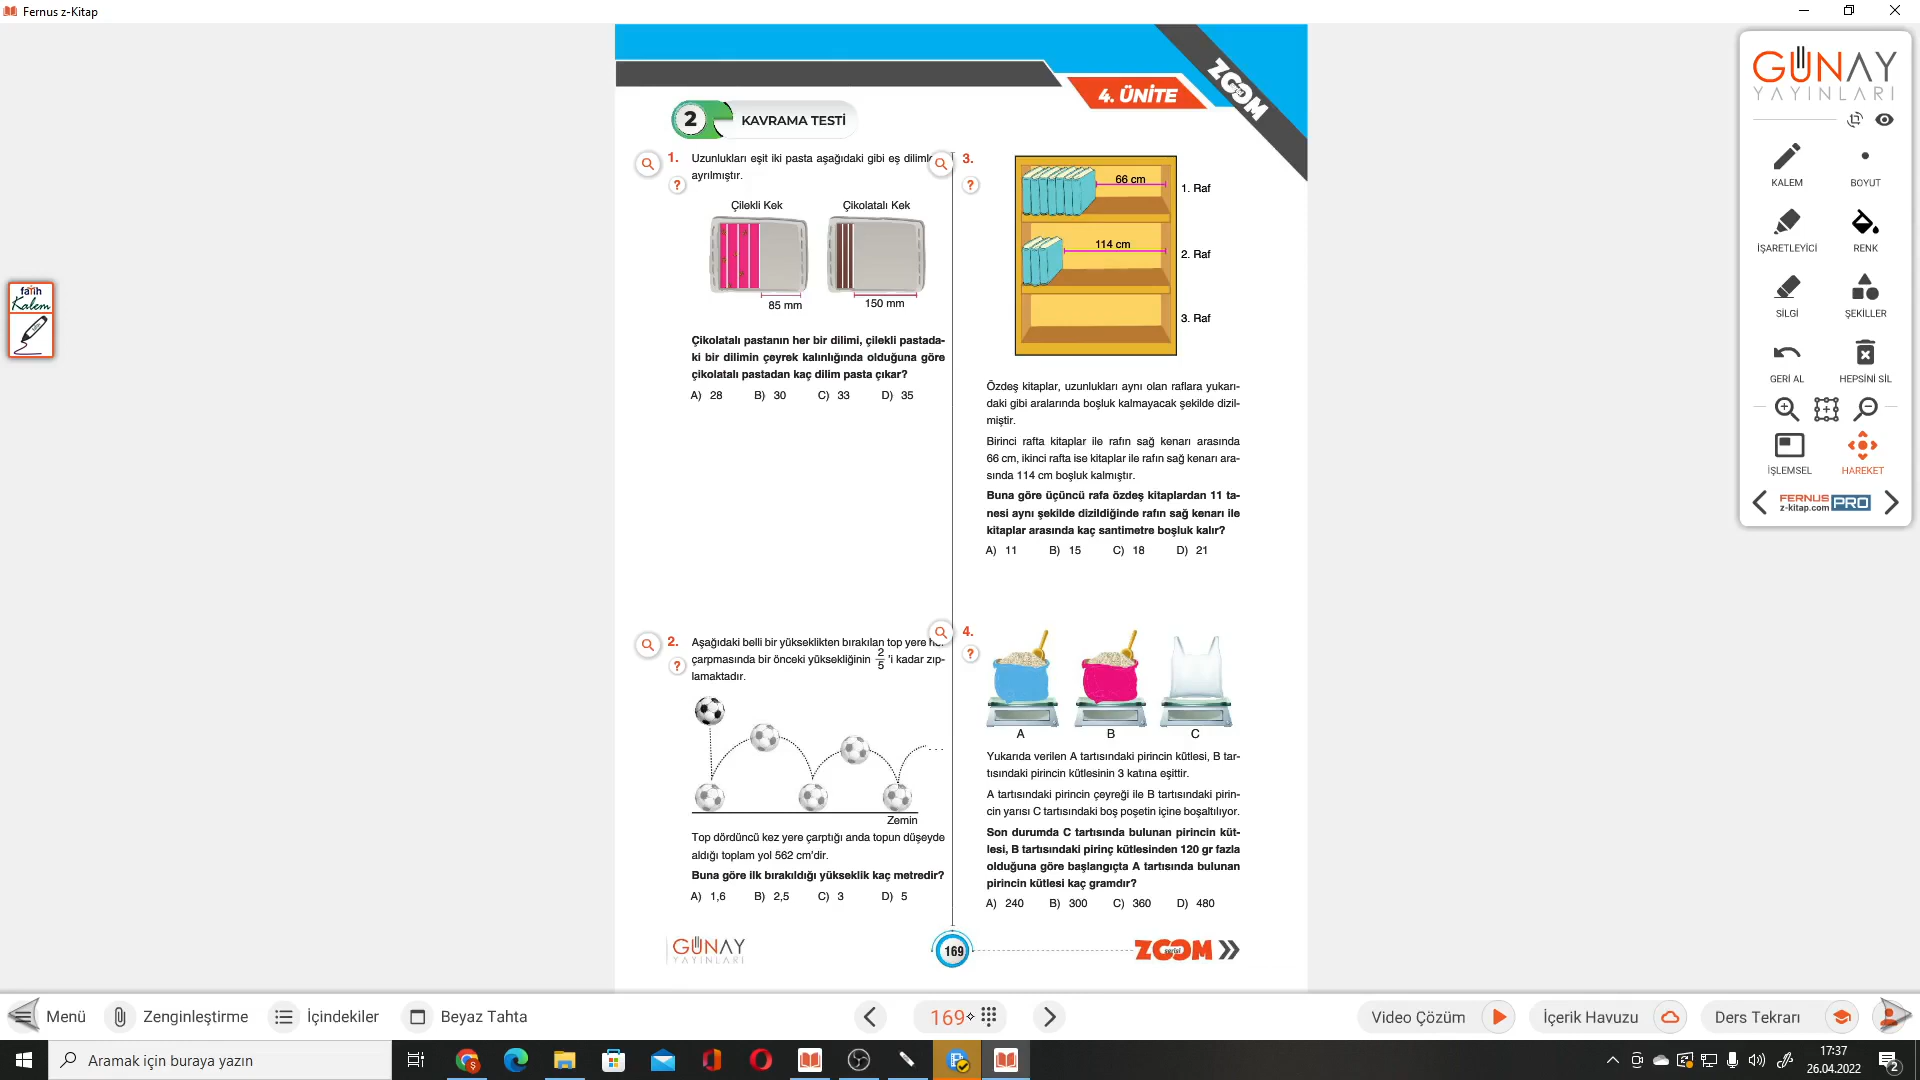 Fernus z-Kitap
4. ÜNİTE
ZOOM
2
KAVRAMA TESTİ
1. Uzunlukları eşit iki pasta aşağıdaki gibi eş
ayrılmıştır.
?
Çilekli Kek
Çikolatalı Kek
85 mm
150 mm
Çikolatalı pastanın her bir dilimi, çilekli pastada-
ki bir dilimin çeyrek kalınlığında olduğuna göre
çikolatalı pastadan kaç dilim pasta çıkar?
A) 28 B) 30 C) 33 D) 35
2. Aşağıdaki belli bir yükseklikten bırakılan top yere
çarpmasında bir önceki yüksekliğinin 2/5 'i kadar zıp-
lamaktadır.
?
Zemin
Top dördüncü kez yere çarptığı anda topun düşeyde
aldığı toplam yol 562 cm'dir.
Buna göre ilk bırakıldığı yükseklik kaç metredir?
A) 1,6 B) 2,5 C) 3 D) 5
3.
?
66 cm
1. Raf
114 cm
2. Raf
3. Raf
Özdeş kitaplar, uzunlukları aynı olan raflara yukarı-
daki gibi aralarında boşluk kalmayacak şekilde dizil-
miştir.
Birinci rafta kitaplar ile rafın sağ kenarı arasında
66 cm, ikinci rafta ise kitaplar ile rafın sağ kenarı ara-
sında 114 cm boşluk kalmıştır.
Buna göre üçüncü rafa özdeş kitaplardan 11 ta-
nesi aynı şekilde dizildiğinde rafın sağ kenarı ile
kitaplar arasında kaç santimetre boşluk kalır?
A) 11 B) 15 C) 18 D) 21
4.
?
A
B
C
Yukarıda verilen A tartısındaki pirincin kütlesi, B tar-
tısındaki pirincin kütlesinin 3 katına eşittir.
A tartısındaki pirincin çeyreği ile B tartısındaki pirin-
cin yarısı C tartısındaki boş poşetin içine boşaltılıyor.
Son durumda C tartısında bulunan pirincin küt-
lesi, B tartısındaki pirinç kütlesinden 120 gr fazla
olduğuna göre başlangıçta A tartısında bulunan
pirincin kütlesi kaç gramdır?
A) 240 B) 300 C) 360 D) 480
GÜNAY
YAYINLARI
169
ZOOM
serisi
fatih
Kalem
GÜNAY
YAYINLARI
KALEM
BOYUT
İŞARETLEYİCİ
RENK
SİLGİ
ŞEKİLLER
GERİ AL
HEPSİNİ SİL
İŞLEMSEL
HAREKET
FERNUS
z-kitap.com
PRO
Menü
Zenginleştirme
İçindekiler
Beyaz Tahta
169
Video Çözüm
İçerik Havuzu
Ders Tekrarı
Aramak için buraya yazın
17:37
26.04.2022
2